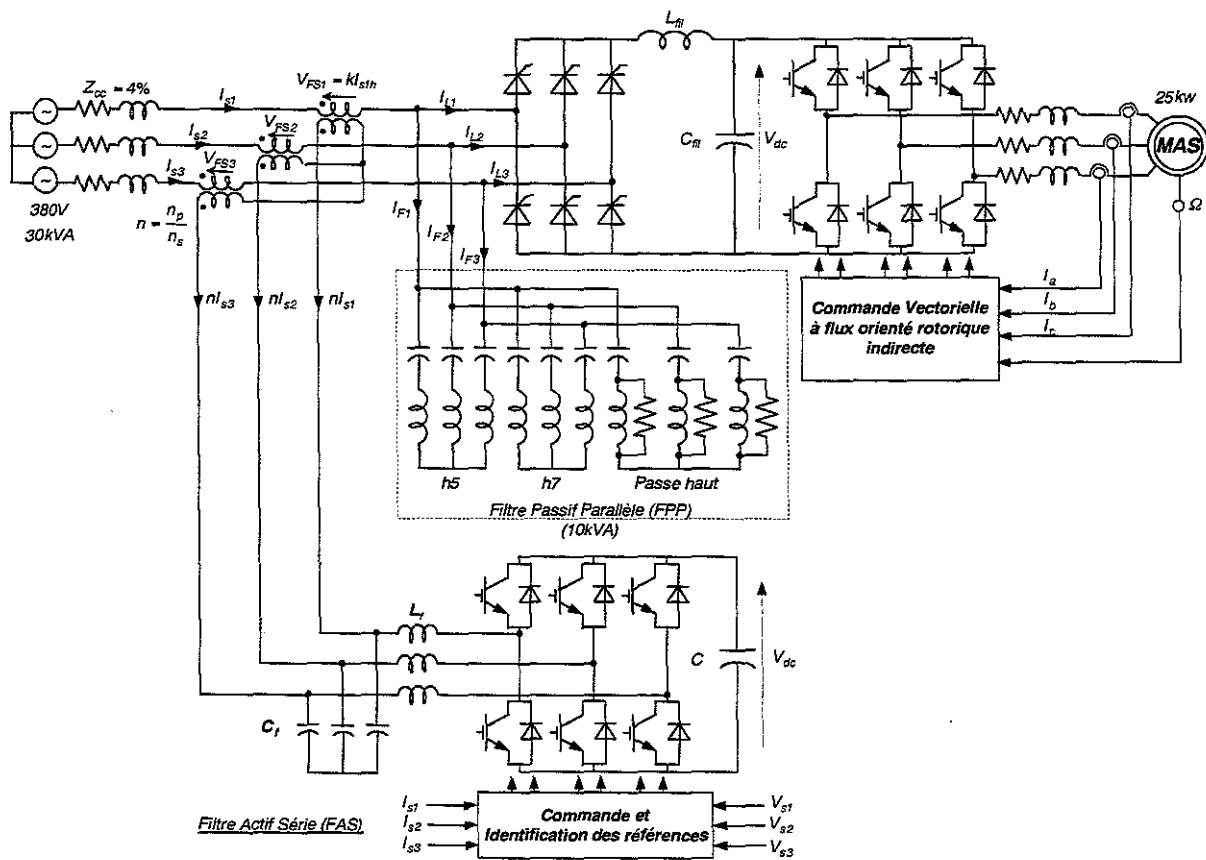 L_fil
Z_cc = 4%
V_FS1 = kI_s1h
I_s1
I_L1
I_s2
V_FS2
I_L2
I_s3
V_FS3
I_L3
380V
30kVA
n = n_p/n_s
I_F1
I_F2
I_F3
C_fil
V_dc
25kw
MAS
Ω
nI_s3
nI_s2
nI_s1
Commande Vectorielle
à flux orienté rotorique
indirecte
I_a
I_b
I_c
h5
h7
Passe haut
Filtre Passif Parallèle (FPP)
(10kVA)
L_f
C
V_dc
C_f
I_s1
I_s2
I_s3
Commande et
Identification des références
V_s1
V_s2
V_s3
Filtre Actif Série (FAS)